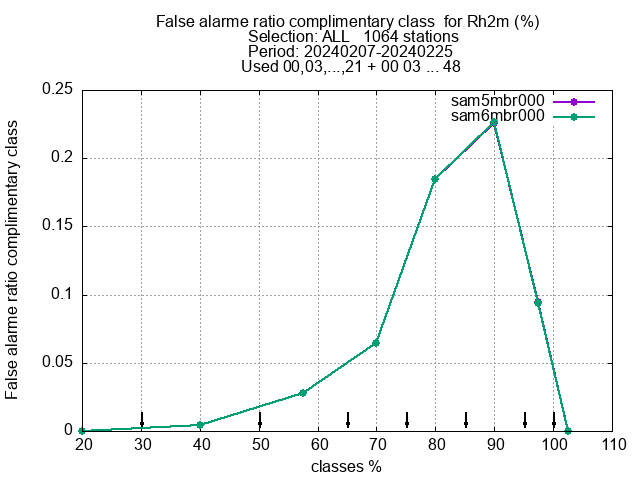 False alarme ratio complimentary class  for Rh2m (%)
Selection: ALL   1064 stations
Period: 20240207-20240225
Used 00,03,...,21 + 00 03 ... 48
sam5mbr000
sam6mbr000
False alarme ratio complimentary class
0.25
0.2
0.15
0.1
0.05
0
20 30 40 50 60 70 80 90 100 110
classes %